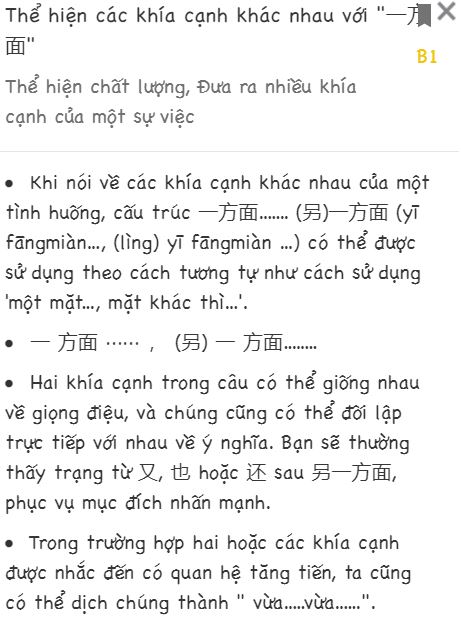 Thể hiện các khía cạnh khác nhau với "一方
面"
B1
Thể hiện chất lượng, Đưa ra nhiều khía
cạnh của một sự việc
• Khi nói về các khía cạnh khác nhau của một
tình huống, cấu trúc 一方面....... (另)一方面 (yī
fāngmiàn..., (lìng) yī fāngmiàn ...) có thể được
sử dụng theo cách tương tự như cách sử dụng
'một mặt..., mặt khác thì...'.
• 一 方面 ······ ， (另) 一 方面........
• Hai khía cạnh trong câu có thể giống nhau
về giọng điệu, và chúng cũng có thể đối lập
trực tiếp với nhau về ý nghĩa. Bạn sẽ thường
thấy trạng từ 又, 也 hoặc 还 sau 另一方面,
phục vụ mục đích nhấn mạnh.
• Trong trường hợp hai hoặc các khía cạnh
được nhắc đến có quan hệ tăng tiến, ta cũng
có thể dịch chúng thành " vừa.....vừa......".